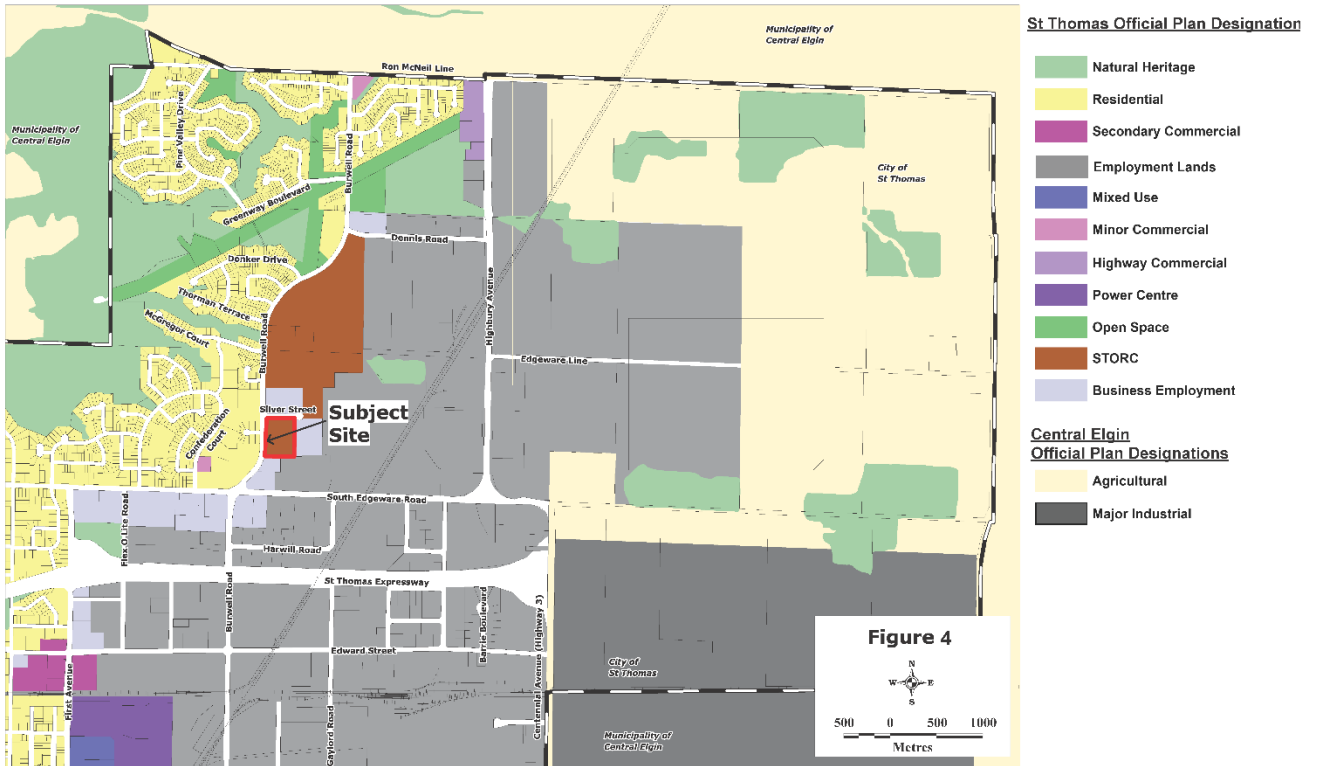 Municipality of
Central Elgin
Ron McNeil Line
Municipality of
Central Elgin
Pine Valley Drive
Burwell Road
City of
St Thomas
Greenway Boulevard
Dennis Road
Donker Drive
Thorman Terrace
McGregor Court
Burwell Road
Highbury Avenue
Edgeware Line
Silver Street
Subject
Site
Confederation
Court
South Edgeware Road
Flex O Lite Road
Harwill Road
St Thomas Expressway
Burwell Road
Barrie Boulevard
Centennial Avenue (Highway 3)
Edward Street
First Avenue
Gaylord Road
City of
St Thomas
Municipality of
Central Elgin
Figure 4
N
W E
S
500 0 500 1000
Metres
St Thomas Official Plan Designation
Natural Heritage
Residential
Secondary Commercial
Employment Lands
Mixed Use
Minor Commercial
Highway Commercial
Power Centre
Open Space
STORC
Business Employment
Central Elgin
Official Plan Designations
Agricultural
Major Industrial